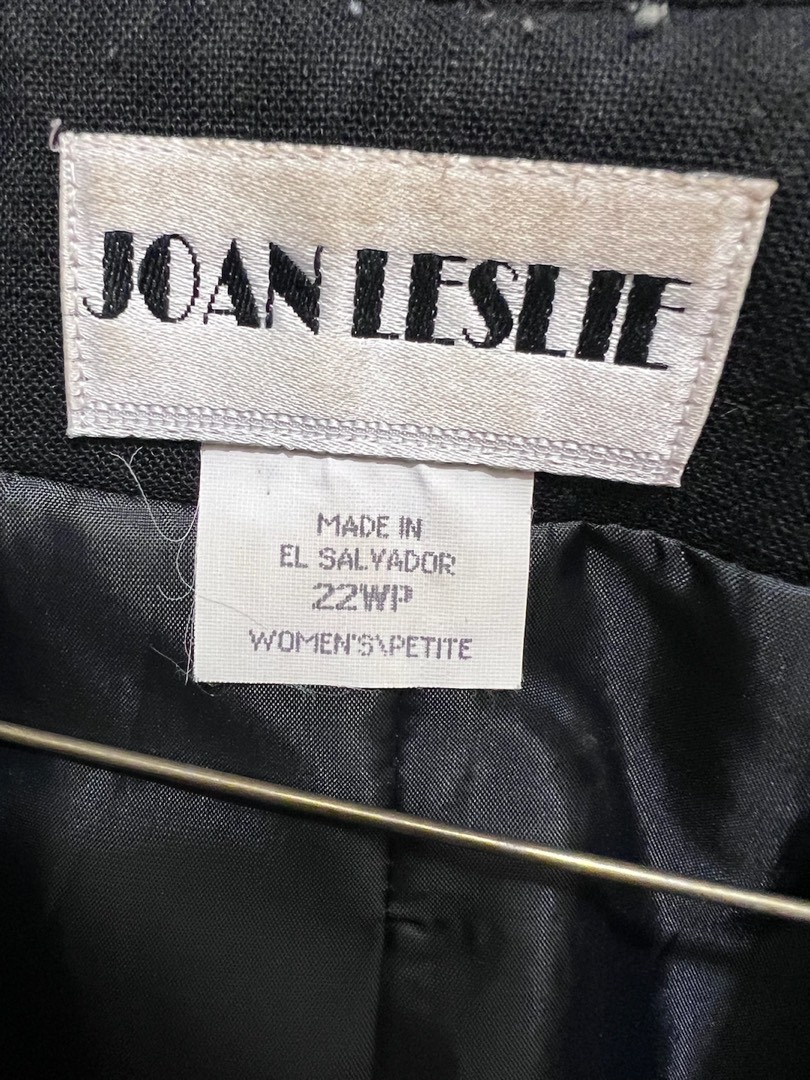 JOAN LESLIE
MADE IN
EL SALVADOR
22WP
WOMEN'S\PETITE